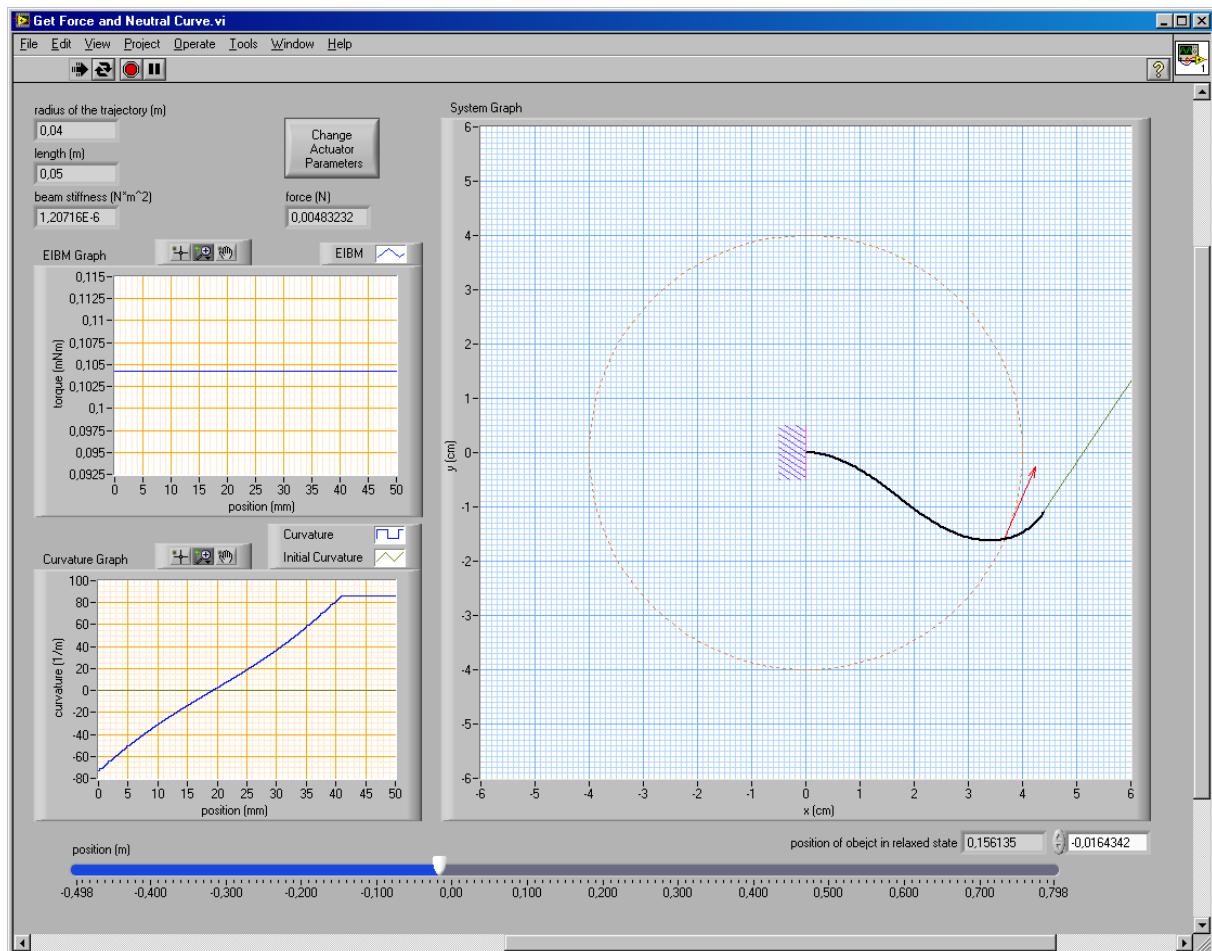 Get Force and Neutral Curve.vi
File Edit View Project Operate Tools Window Help
1
radius of the trajectory (m)
0,04
length (m)
0,05
beam stiffness (N*m^2)
1,20716E-6
Change
Actuator
Parameters
force (N)
0,00483232
EIBM Graph
EIBM
0,115
0,1125
0,11
0,1075
0,105
0,1025
0,1
0,0975
0,095
0,0925
torque (mNm)
0 5 10 15 20 25 30 35 40 45 50
position (mm)
Curvature
Initial Curvature
Curvature Graph
100
80
60
40
20
0
-20
-40
-60
-80
curvature (1/m)
0 5 10 15 20 25 30 35 40 45 50
position (mm)
System Graph
6
5
4
3
2
1
0
-1
-2
-3
-4
-5
-6
y (cm)
-6 -5 -4 -3 -2 -1 0 1 2 3 4 5 6
x (cm)
position of obejct in relaxed state 0,156135 -0,0164342
position (m)
-0,498 -0,400 -0,300 -0,200 -0,100 0,00 0,100 0,200 0,300 0,400 0,500 0,600 0,700 0,798